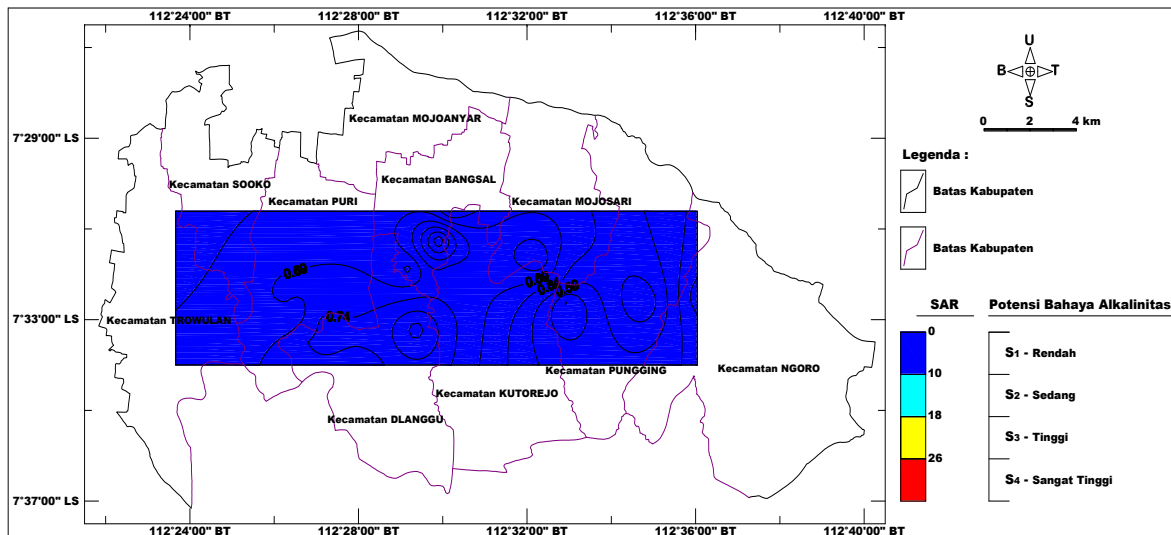 112°24'00" BT 112°28'00" BT 112°32'00" BT 112°36'00" BT 112°40'00" BT
U
B T
S
0 2 4 km
Kecamatan MOJOANYAR
7°29'00" LS
Legenda :
Kecamatan BANGSAL
Kecamatan SOOKO
Batas Kabupaten
Kecamatan PURI
Kecamatan MOJOSARI
Batas Kabupaten
0.69
0.74
SAR Potensi Bahaya Alkalinitas
7°33'00" LS
Kecamatan TROWULAN
0
S1 - Rendah
Kecamatan PUNGGING
Kecamatan NGORO
10
Kecamatan KUTOREJO
S2 - Sedang
Kecamatan DLANGGU
18
S3 - Tinggi
26
S4 - Sangat Tinggi
7°37'00" LS
112°24'00" BT 112°28'00" BT 112°32'00" BT 112°36'00" BT 112°40'00" BT